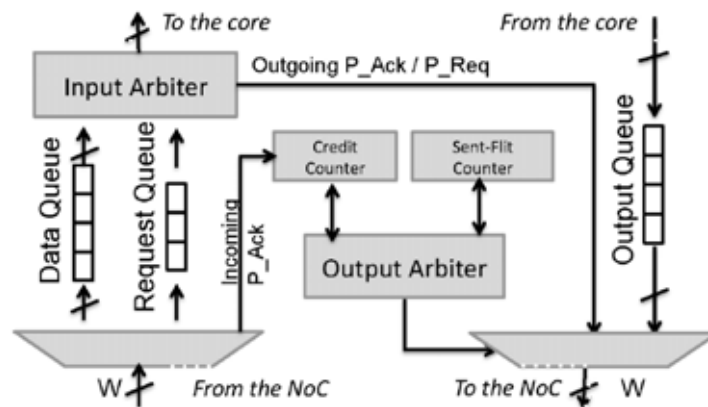 To the core
From the core
Outgoing P_Ack / P_Req
Input Arbiter
Credit
Counter
Sent-Flit
Counter
Data Queue
Request Queue
Incoming
P_Ack
Output Queue
Output Arbiter
W
From the NoC
To the NoC
W